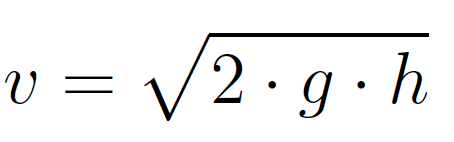 v = √2 · g · h